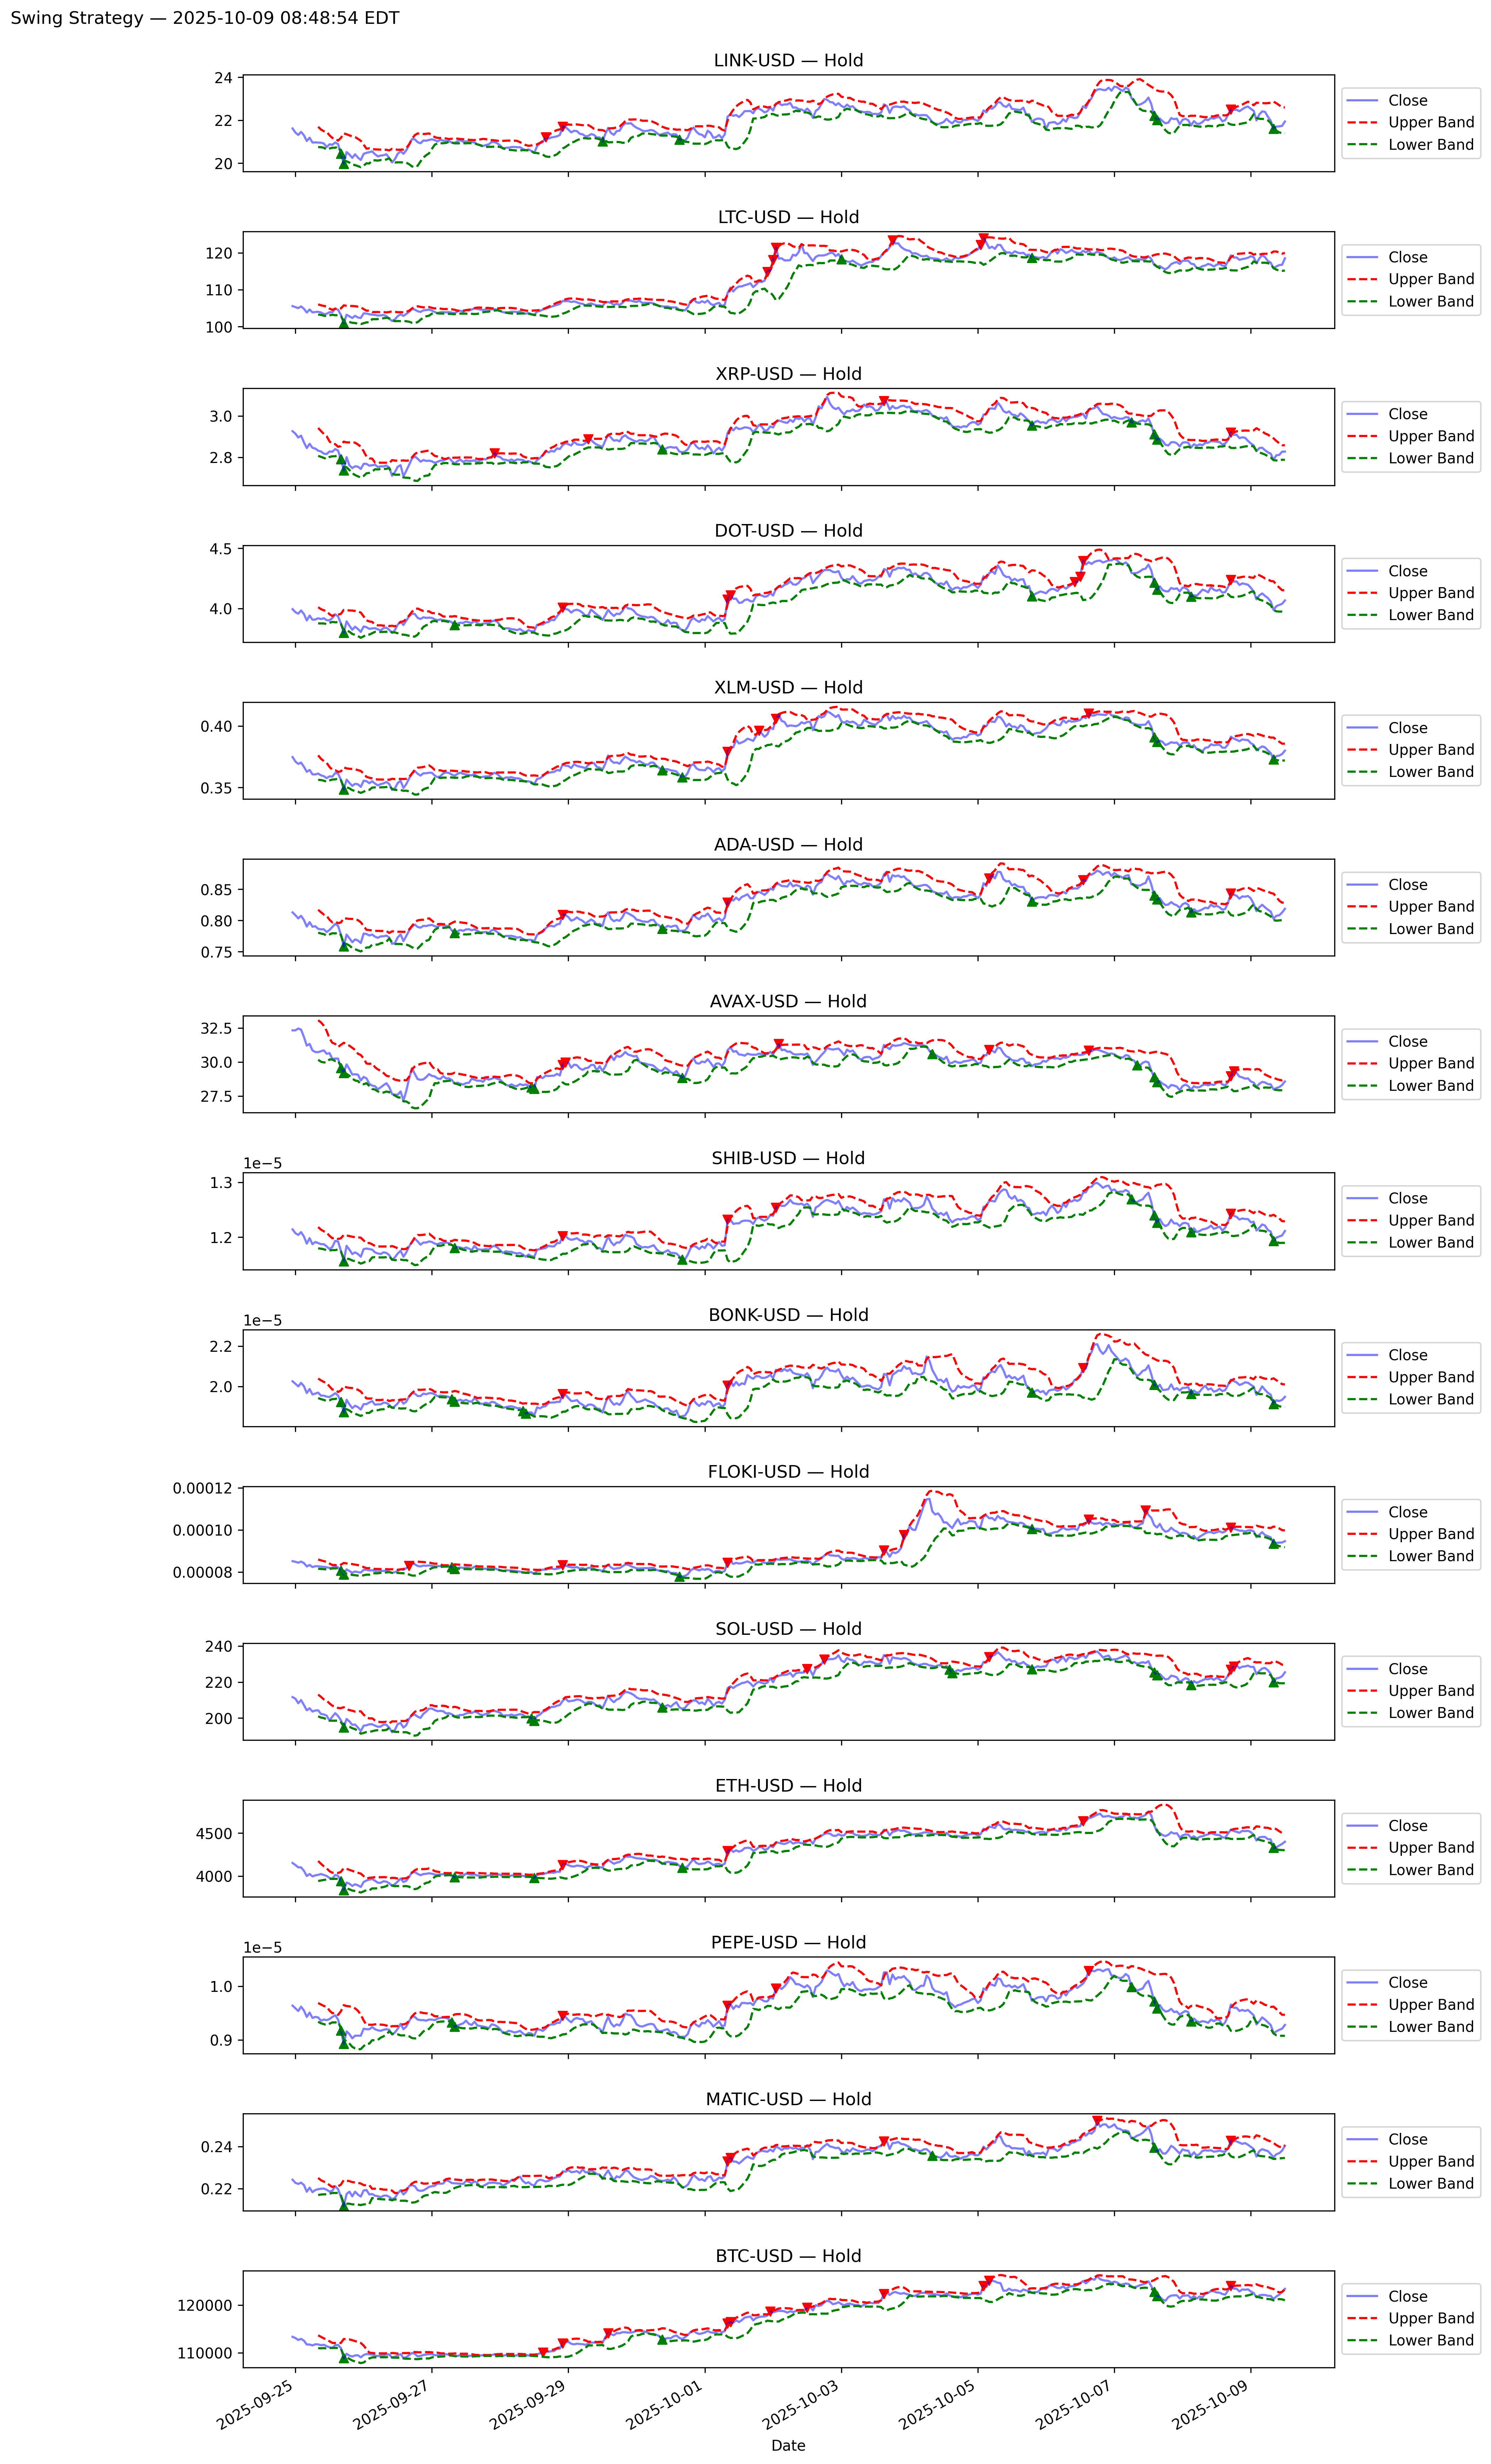 Swing Strategy — 2025-10-09 08:48:54 EDT
LINK-USD — Hold
24
22
20
Close
Upper Band
Lower Band
LTC-USD — Hold
120
110
100
Close
Upper Band
Lower Band
XRP-USD — Hold
3.0
2.8
Close
Upper Band
Lower Band
DOT-USD — Hold
4.5
4.0
Close
Upper Band
Lower Band
XLM-USD — Hold
0.40
0.35
Close
Upper Band
Lower Band
ADA-USD — Hold
0.85
0.80
0.75
Close
Upper Band
Lower Band
AVAX-USD — Hold
32.5
30.0
27.5
Close
Upper Band
Lower Band
SHIB-USD — Hold
1e−5
1.3
1.2
Close
Upper Band
Lower Band
BONK-USD — Hold
1e−5
2.2
2.0
Close
Upper Band
Lower Band
FLOKI-USD — Hold
0.00012
0.00010
0.00008
Close
Upper Band
Lower Band
SOL-USD — Hold
240
220
200
Close
Upper Band
Lower Band
ETH-USD — Hold
4500
4000
Close
Upper Band
Lower Band
PEPE-USD — Hold
1e−5
1.0
0.9
Close
Upper Band
Lower Band
MATIC-USD — Hold
0.24
0.22
Close
Upper Band
Lower Band
BTC-USD — Hold
120000
110000
Close
Upper Band
Lower Band
2025-09-25
2025-09-27
2025-09-29
2025-10-01
2025-10-03
2025-10-05
2025-10-07
2025-10-09
Date